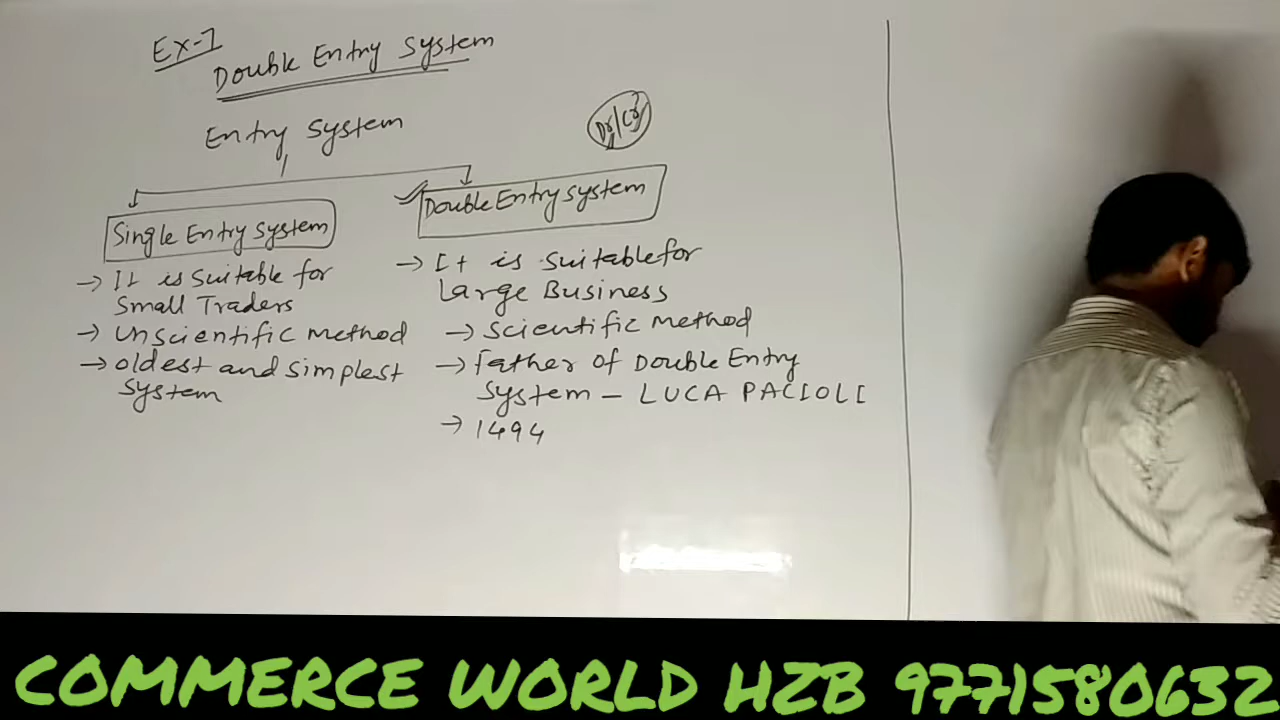 Ex-1
Double Entry System
Entry System
Dr/Cr
Single Entry System
→ It is Suitable for
Small Traders
→ Unscientific method
→ oldest and simplest
system
Double Entry system
→ It is Suitable for
Large Business
→ Scientific Method
→ Father of Double Entry
System - LUCA PACIOLI
→ 1494
COMMERCE WORLD HZB 9771580632